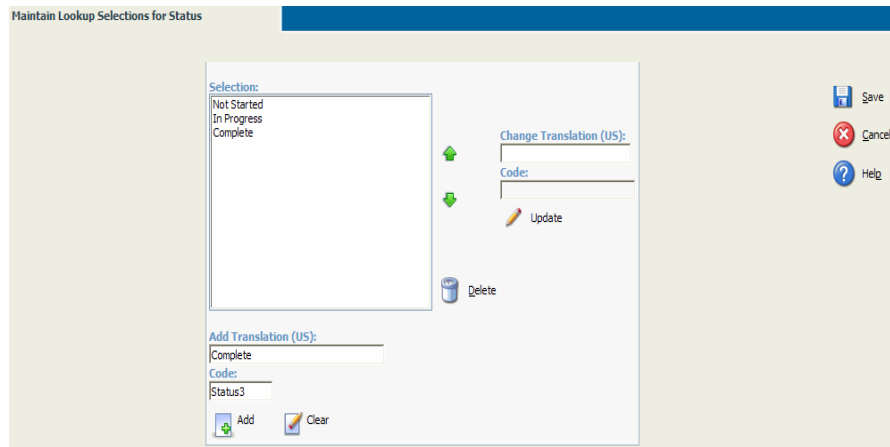 Maintain Lookup Selections for Status
Selection:
Not Started
In Progress
Complete
Change Translation (US):
Code:
Update
Delete
Add Translation (US):
Complete
Code:
Status3
Add Clear
Save
Cancel
Help